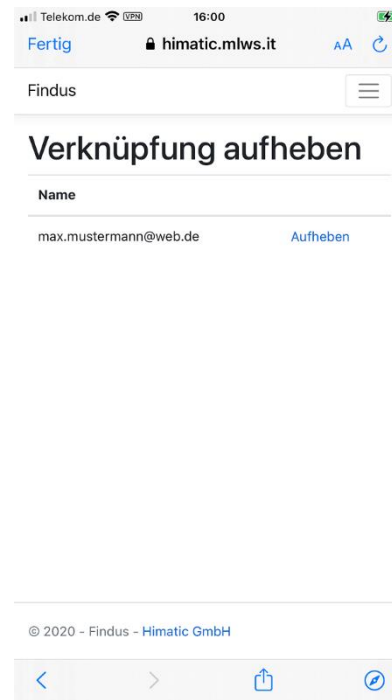 Telekom.de VPN 16:00
Fertig himatic.mlws.it AA
Findus
Verknüpfung aufheben
Name
max.mustermann@web.de Aufheben
© 2020 - Findus - Himatic GmbH